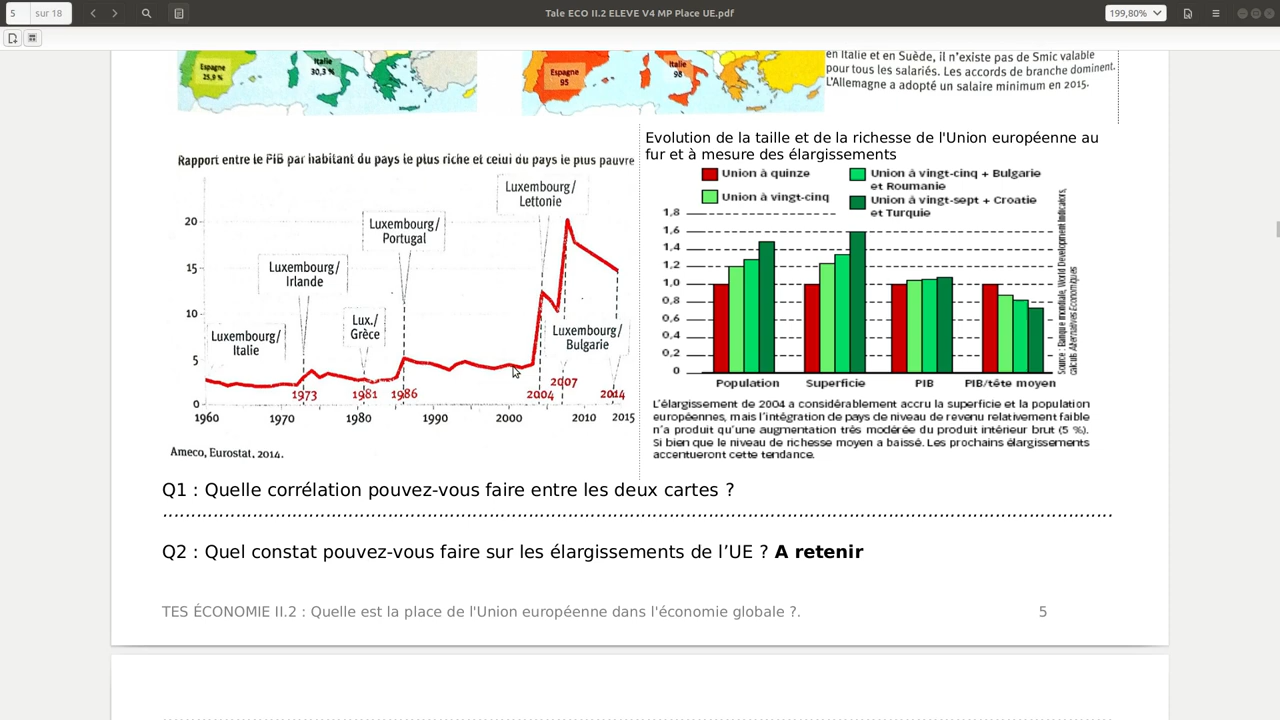 5 sur 18
Tale ECO II.2 ELEVE V4 MP Place UE.pdf
199,80%
Espagne
25,9 %
Italie
30,3 %
Espagne
95
Italie
98
en Italie et en Suède, il n'existe pas de Smic valable
pour tous les salariés. Les accords de branche dominent.
L'Allemagne a adopté un salaire minimum en 2015.
Rapport entre le PIB par habitant du pays le plus riche et celui du pays le plus pauvre
20
15
10
5
0
Luxembourg/
Italie
Luxembourg/
Irlande
Lux./
Grèce
Luxembourg/
Portugal
Luxembourg/
Lettonie
Luxembourg/
Bulgarie
1973
1981
1986
2004
2007
2014
1960 1970 1980 1990 2000 2010 2015
Ameco, Eurostat, 2014.
Evolution de la taille et de la richesse de l'Union européenne au
fur et à mesure des élargissements
Union à quinze
Union à vingt-cinq
Union à vingt-cinq + Bulgarie
et Roumanie
Union à vingt-sept + Croatie
et Turquie
1,8
1,6
1,4
1,2
1,0
0,8
0,6
0,4
0,2
0
Population Superficie PIB PIB/tête moyen
Source : Banque mondiale, World Development Indicators,
calculs Alternatives Economiques
L'élargissement de 2004 a considérablement accru la superficie et la population
européennes, mais l'intégration de pays de niveau de revenu relativement faible
n'a produit qu'une augmentation très modérée du produit intérieur brut (5 %).
Si bien que le niveau de richesse moyen a baissé. Les prochains élargissements
accentueront cette tendance.
Q1 : Quelle corrélation pouvez-vous faire entre les deux cartes ?
Q2 : Quel constat pouvez-vous faire sur les élargissements de l’UE ? A retenir
TES ÉCONOMIE II.2 : Quelle est la place de l'Union européenne dans l'économie globale ?. 5